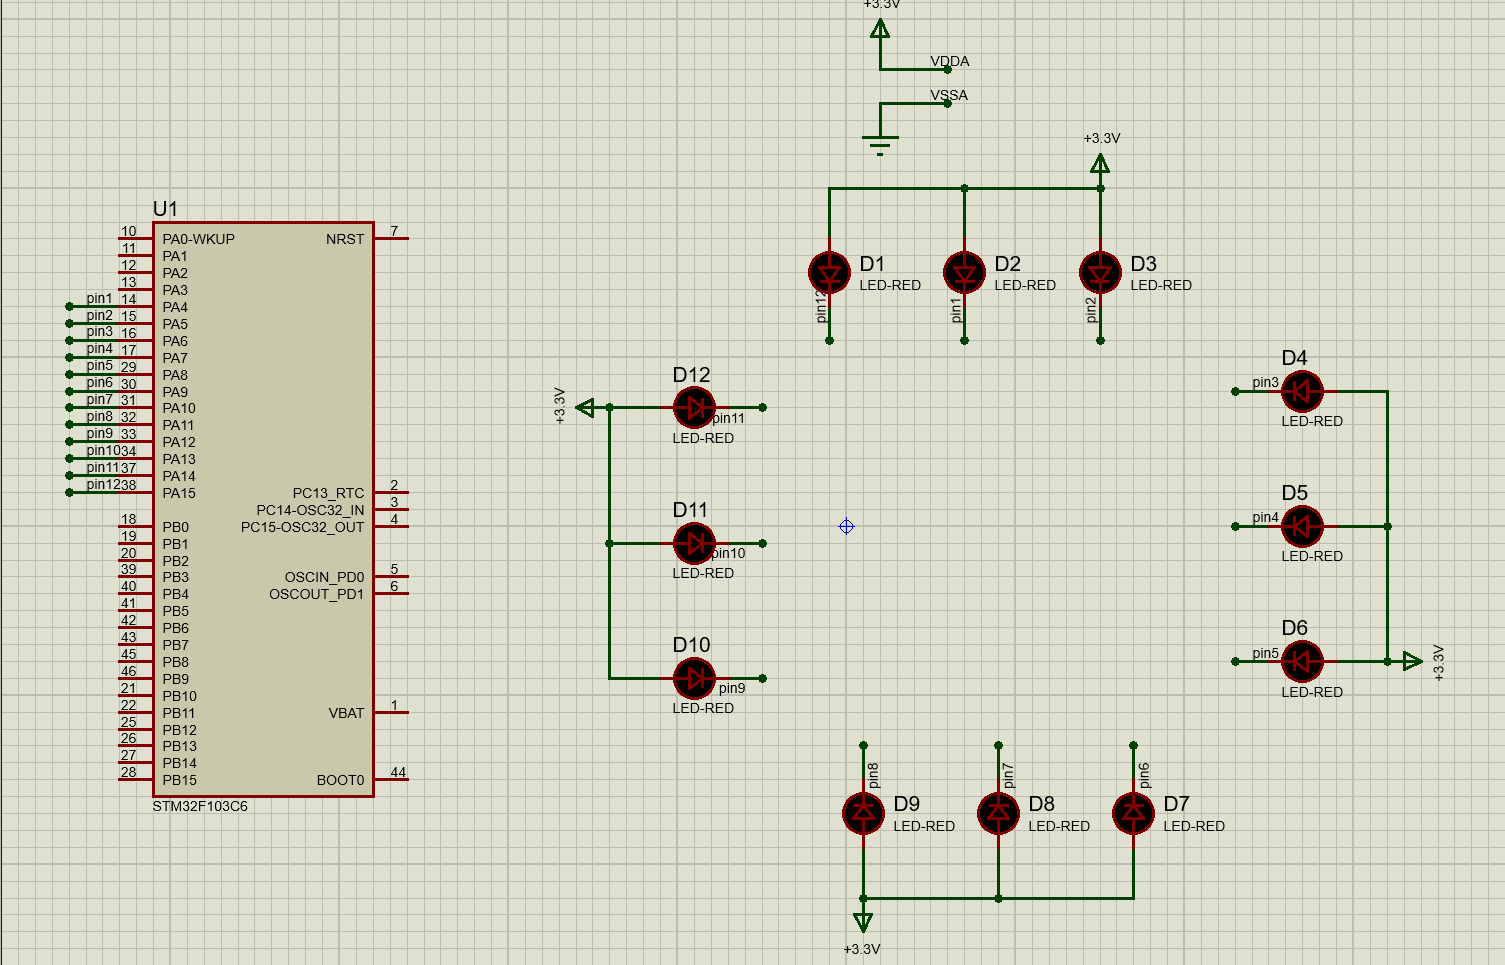 +3.3V
VDDA
VSSA
+3.3V
U1
10 PA0-WKUP NRST 7
11 PA1
12 PA2
13 PA3
pin1 14 PA4
pin2 15 PA5
pin3 16 PA6
pin4 17 PA7
pin5 29 PA8
pin6 30 PA9
pin7 31 PA10
pin8 32 PA11
pin9 33 PA12
pin10 34 PA13
pin11 37 PA14
pin12 38 PA15
PC13_RTC 2
PC14-OSC32_IN 3
18 PB0 PC15-OSC32_OUT 4
19 PB1
20 PB2
39 PB3 OSCIN_PD0 5
40 PB4 OSCOUT_PD1 6
41 PB5
42 PB6
43 PB7
45 PB8
46 PB9
21 PB10
22 PB11 VBAT 1
25 PB12
26 PB13
27 PB14
28 PB15 BOOT0 44
STM32F103C6
D1
LED-RED
pin12
D2
LED-RED
pin1
D3
LED-RED
pin2
D12
+3.3V
pin11
LED-RED
D11
pin10
LED-RED
D10
pin9
LED-RED
D4
pin3
LED-RED
D5
pin4
LED-RED
D6
pin5
+3.3V
LED-RED
pin8
D9
LED-RED
pin7
D8
LED-RED
pin6
D7
LED-RED
+3.3V